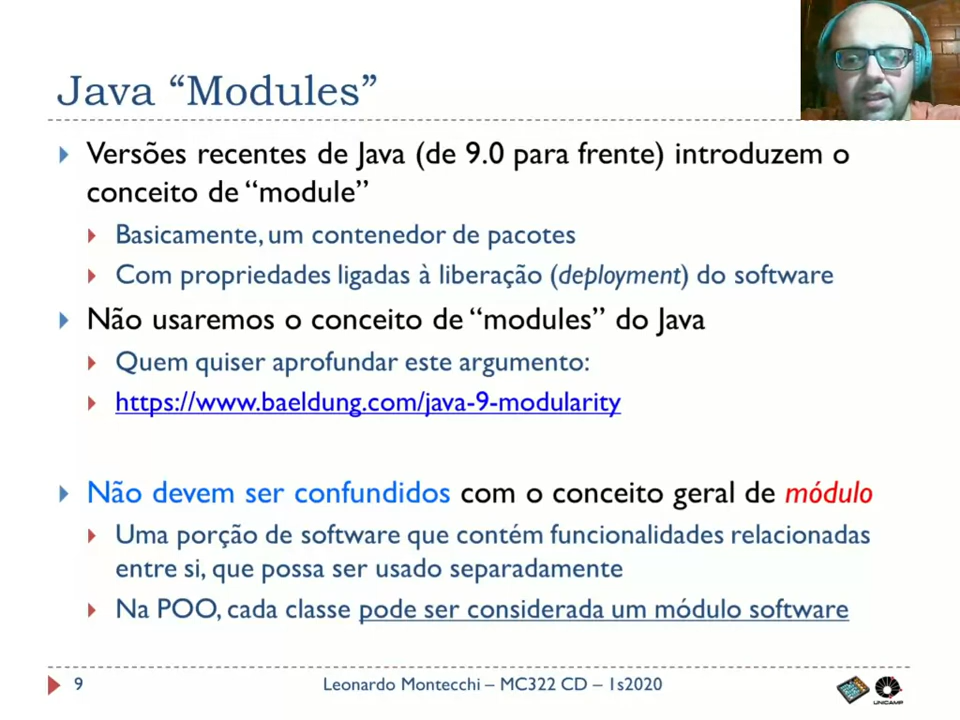 Java “Modules”
Versões recentes de Java (de 9.0 para frente) introduzem o
conceito de “module”
Basicamente, um contenedor de pacotes
Com propriedades ligadas à liberação (deployment) do software
Não usaremos o conceito de “modules” do Java
Quem quiser aprofundar este argumento:
https://www.baeldung.com/java-9-modularity
Não devem ser confundidos com o conceito geral de módulo
Uma porção de software que contém funcionalidades relacionadas
entre si, que possa ser usado separadamente
Na POO, cada classe pode ser considerada um módulo software
9
Leonardo Montecchi – MC322 CD – 1s2020
UNICAMP